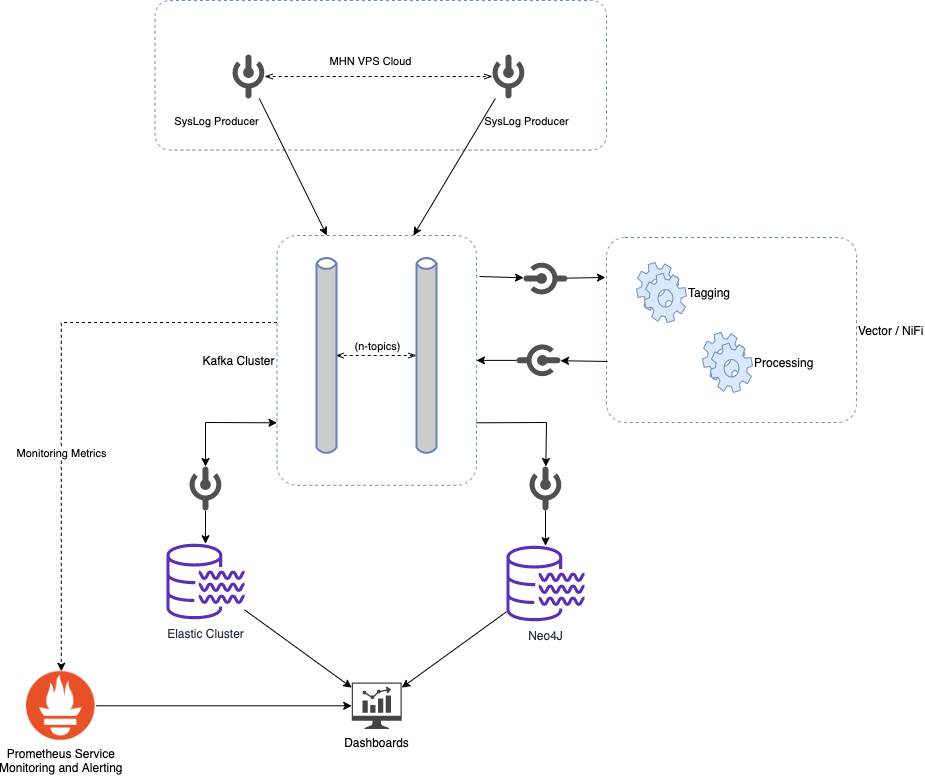 MHN VPS Cloud
SysLog Producer
SysLog Producer
Tagging
Vector / NiFi
(n-topics)
Kafka Cluster
Processing
Monitoring Metrics
Elastic Cluster
Neo4J
Dashboards
Prometheus Service
Monitoring and Alerting